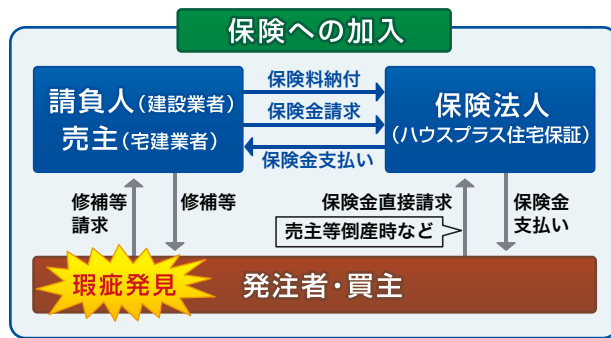 保険への加入
請負人(建設業者)
売主(宅建業者)
保険料納付
保険金請求
保険金支払い
保険法人
(ハウスプラス住宅保証)
修補等
請求
修補等
保険金直接請求
売主等倒産時など
保険金
支払い
瑕疵発見
発注者・買主